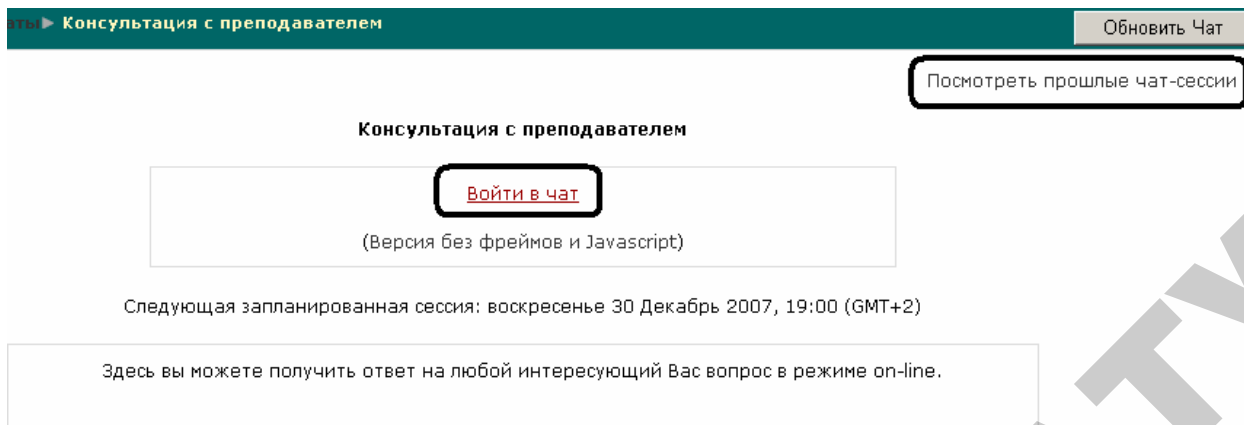 аты▶ Консультация с преподавателем
Обновить Чат
Посмотреть прошлые чат-сессии
Консультация с преподавателем
Войти в чат
(Версия без фреймов и Javascript)
Следующая запланированная сессия: воскресенье 30 Декабрь 2007, 19:00 (GMT+2)
Здесь вы можете получить ответ на любой интересующий Вас вопрос в режиме on-line.
ТУ